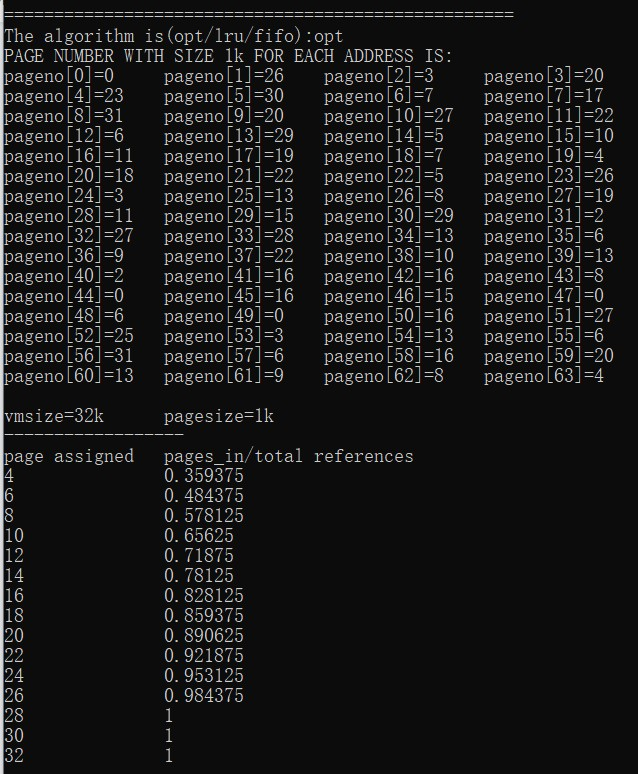 ===================================================
The algorithm is(opt/lru/fifo):opt
PAGE NUMBER WITH SIZE 1k FOR EACH ADDRESS IS:
pageno[0]=0     pageno[1]=26    pageno[2]=3     pageno[3]=20
pageno[4]=23    pageno[5]=30    pageno[6]=7     pageno[7]=17
pageno[8]=31    pageno[9]=20    pageno[10]=27   pageno[11]=22
pageno[12]=6    pageno[13]=29   pageno[14]=5    pageno[15]=10
pageno[16]=11   pageno[17]=19   pageno[18]=7    pageno[19]=4
pageno[20]=18   pageno[21]=22   pageno[22]=5    pageno[23]=26
pageno[24]=3    pageno[25]=13   pageno[26]=8    pageno[27]=19
pageno[28]=11   pageno[29]=15   pageno[30]=29   pageno[31]=2
pageno[32]=27   pageno[33]=28   pageno[34]=13   pageno[35]=6
pageno[36]=9    pageno[37]=22   pageno[38]=10   pageno[39]=13
pageno[40]=2    pageno[41]=16   pageno[42]=16   pageno[43]=8
pageno[44]=0    pageno[45]=16   pageno[46]=15   pageno[47]=0
pageno[48]=6    pageno[49]=0    pageno[50]=16   pageno[51]=27
pageno[52]=25   pageno[53]=3    pageno[54]=13   pageno[55]=6
pageno[56]=31   pageno[57]=6    pageno[58]=16   pageno[59]=20
pageno[60]=13   pageno[61]=9    pageno[62]=8    pageno[63]=4
vmsize=32k      pagesize=1k
------------------
page assigned   pages_in/total references
4               0.359375
6               0.484375
8               0.578125
10              0.65625
12              0.71875
14              0.78125
16              0.828125
18              0.859375
20              0.890625
22              0.921875
24              0.953125
26              0.984375
28              1
30              1
32              1